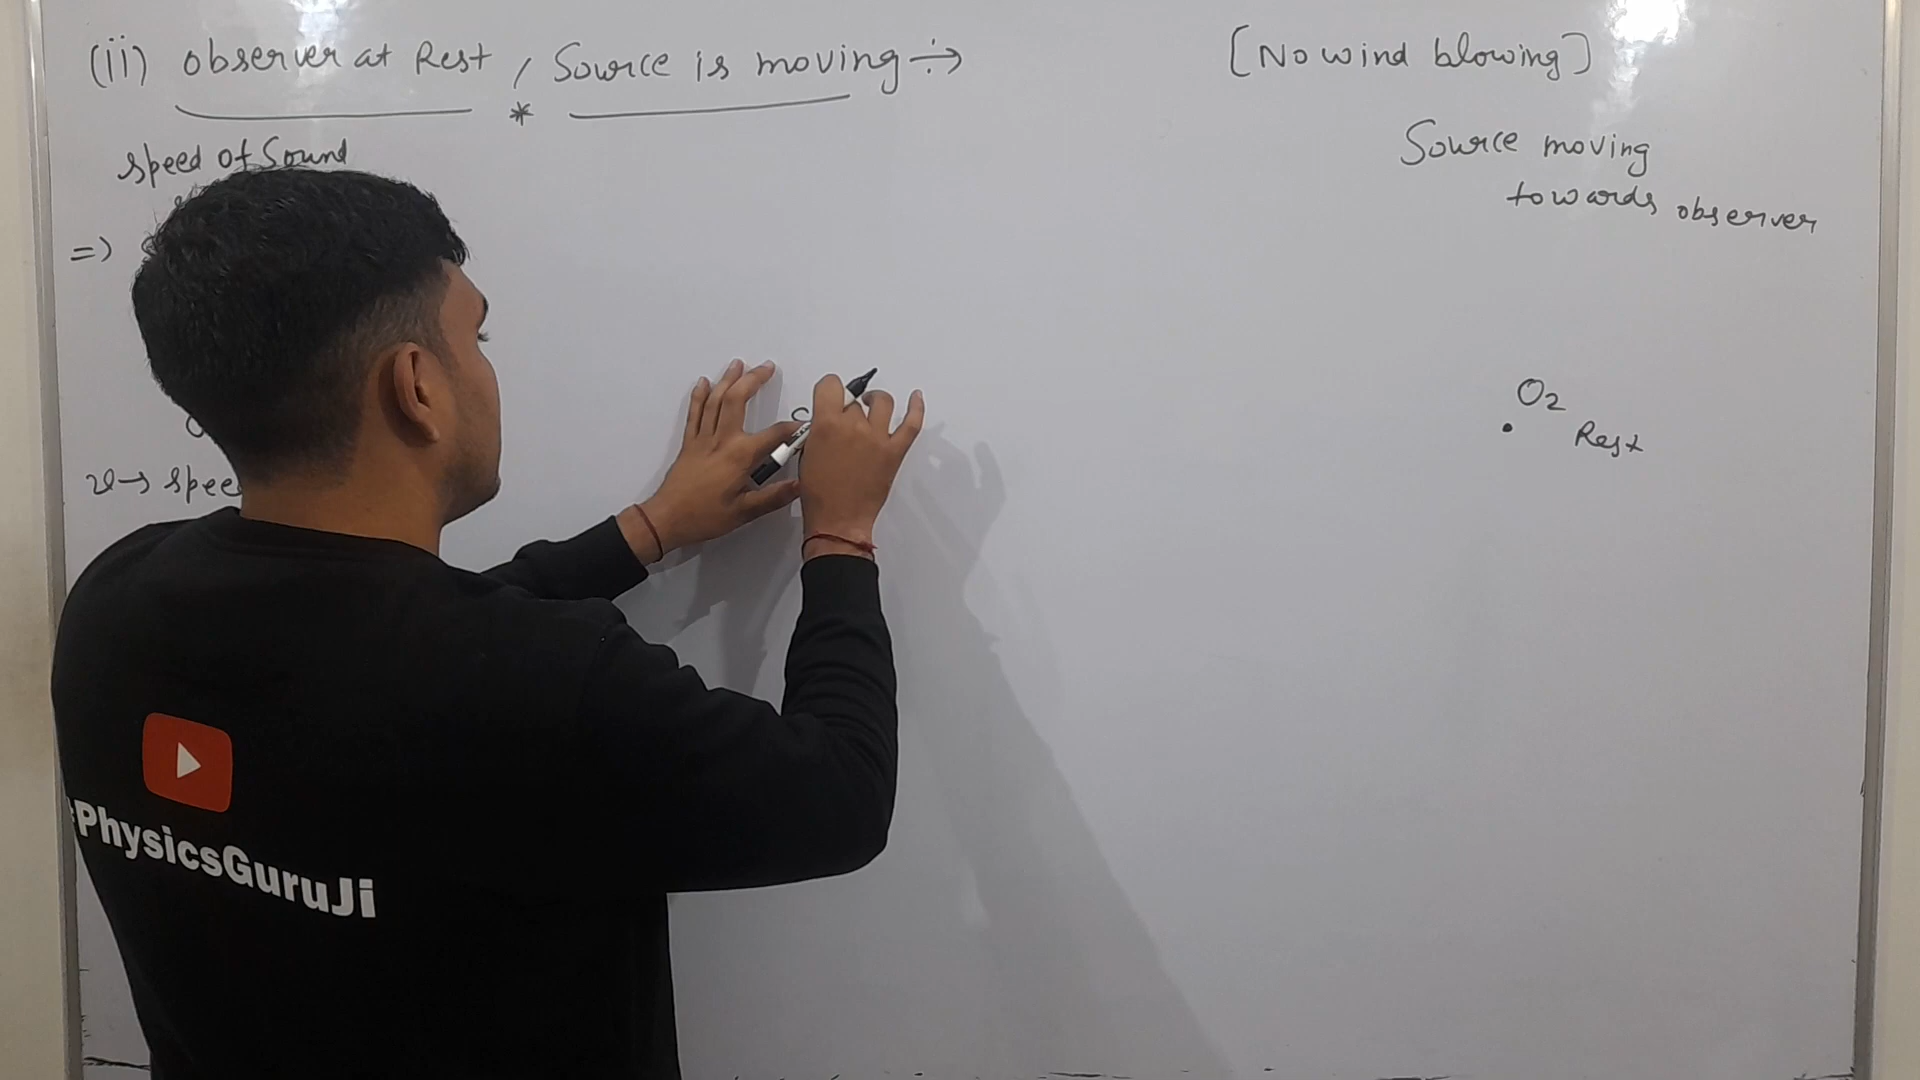 (ii) observer at Rest , Source is moving ÷→
[No wind blowing]
*
speed of Sound
Source moving
towards observer
=)
O2
Rest
v→
S
PhysicsGuruJi